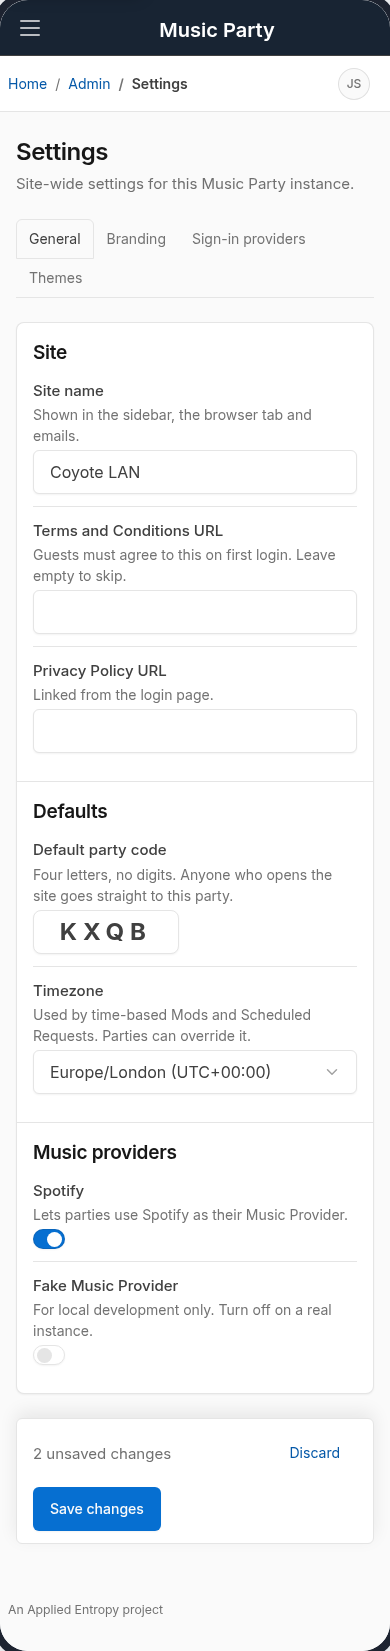 Music Party
Home / Admin / Settings
JS
Settings
Site-wide settings for this Music Party instance.
General Branding Sign-in providers
Themes
Site
Site name
Shown in the sidebar, the browser tab and
emails.
Coyote LAN
Terms and Conditions URL
Guests must agree to this on first login. Leave
empty to skip.
Privacy Policy URL
Linked from the login page.
Defaults
Default party code
Four letters, no digits. Anyone who opens the
site goes straight to this party.
KXQB
Timezone
Used by time-based Mods and Scheduled
Requests. Parties can override it.
Europe/London (UTC+00:00)
Music providers
Spotify
Lets parties use Spotify as their Music Provider.
Fake Music Provider
For local development only. Turn off on a real
instance.
2 unsaved changes
Discard
Save changes
An Applied Entropy project